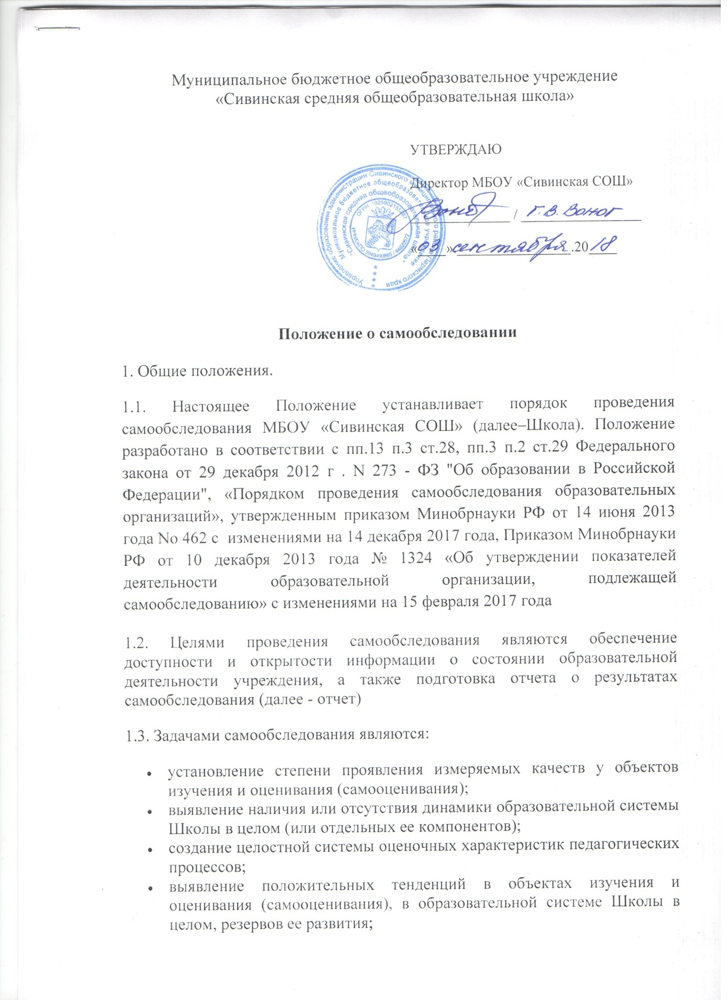 Муниципальное бюджетное общеобразовательное учреждение
«Сивинская средняя общеобразовательная школа»
УТВЕРЖДАЮ
Директор МБОУ «Сивинская СОШ»
/ Г.В. Воног
«03» сентября.2018
Управление образования администрации Сивинского муниципального района Пермского края
Муниципальное бюджетное общеобразовательное учреждение
"Сивинская средняя общеобразовательная школа"
ОГРН
ИНН/ОКПО 5949400869 / 44820572
* * * *
Положение о самообследовании
1. Общие положения.
1.1. Настоящее Положение устанавливает порядок проведения
самообследования МБОУ «Сивинская СОШ» (далее–Школа). Положение
разработано в соответствии с пп.13 п.3 ст.28, пп.3 п.2 ст.29 Федерального
закона от 29 декабря 2012 г . N 273 - ФЗ "Об образовании в Российской
Федерации", «Порядком проведения самообследования образовательных
организаций», утвержденным приказом Минобрнауки РФ от 14 июня 2013
года No 462 с изменениями на 14 декабря 2017 года, Приказом Минобрнауки
РФ от 10 декабря 2013 года № 1324 «Об утверждении показателей
деятельности образовательной организации, подлежащей
самообследованию» с изменениями на 15 февраля 2017 года
1.2. Целями проведения самообследования являются обеспечение
доступности и открытости информации о состоянии образовательной
деятельности учреждения, а также подготовка отчета о результатах
самообследования (далее - отчет)
1.3. Задачами самообследования являются:
• установление степени проявления измеряемых качеств у объектов
изучения и оценивания (самооценивания);
• выявление наличия или отсутствия динамики образовательной системы
Школы в целом (или отдельных ее компонентов);
• создание целостной системы оценочных характеристик педагогических
процессов;
• выявление положительных тенденций в объектах изучения и
оценивания (самооценивания), в образовательной системе Школы в
целом, резервов ее развития;